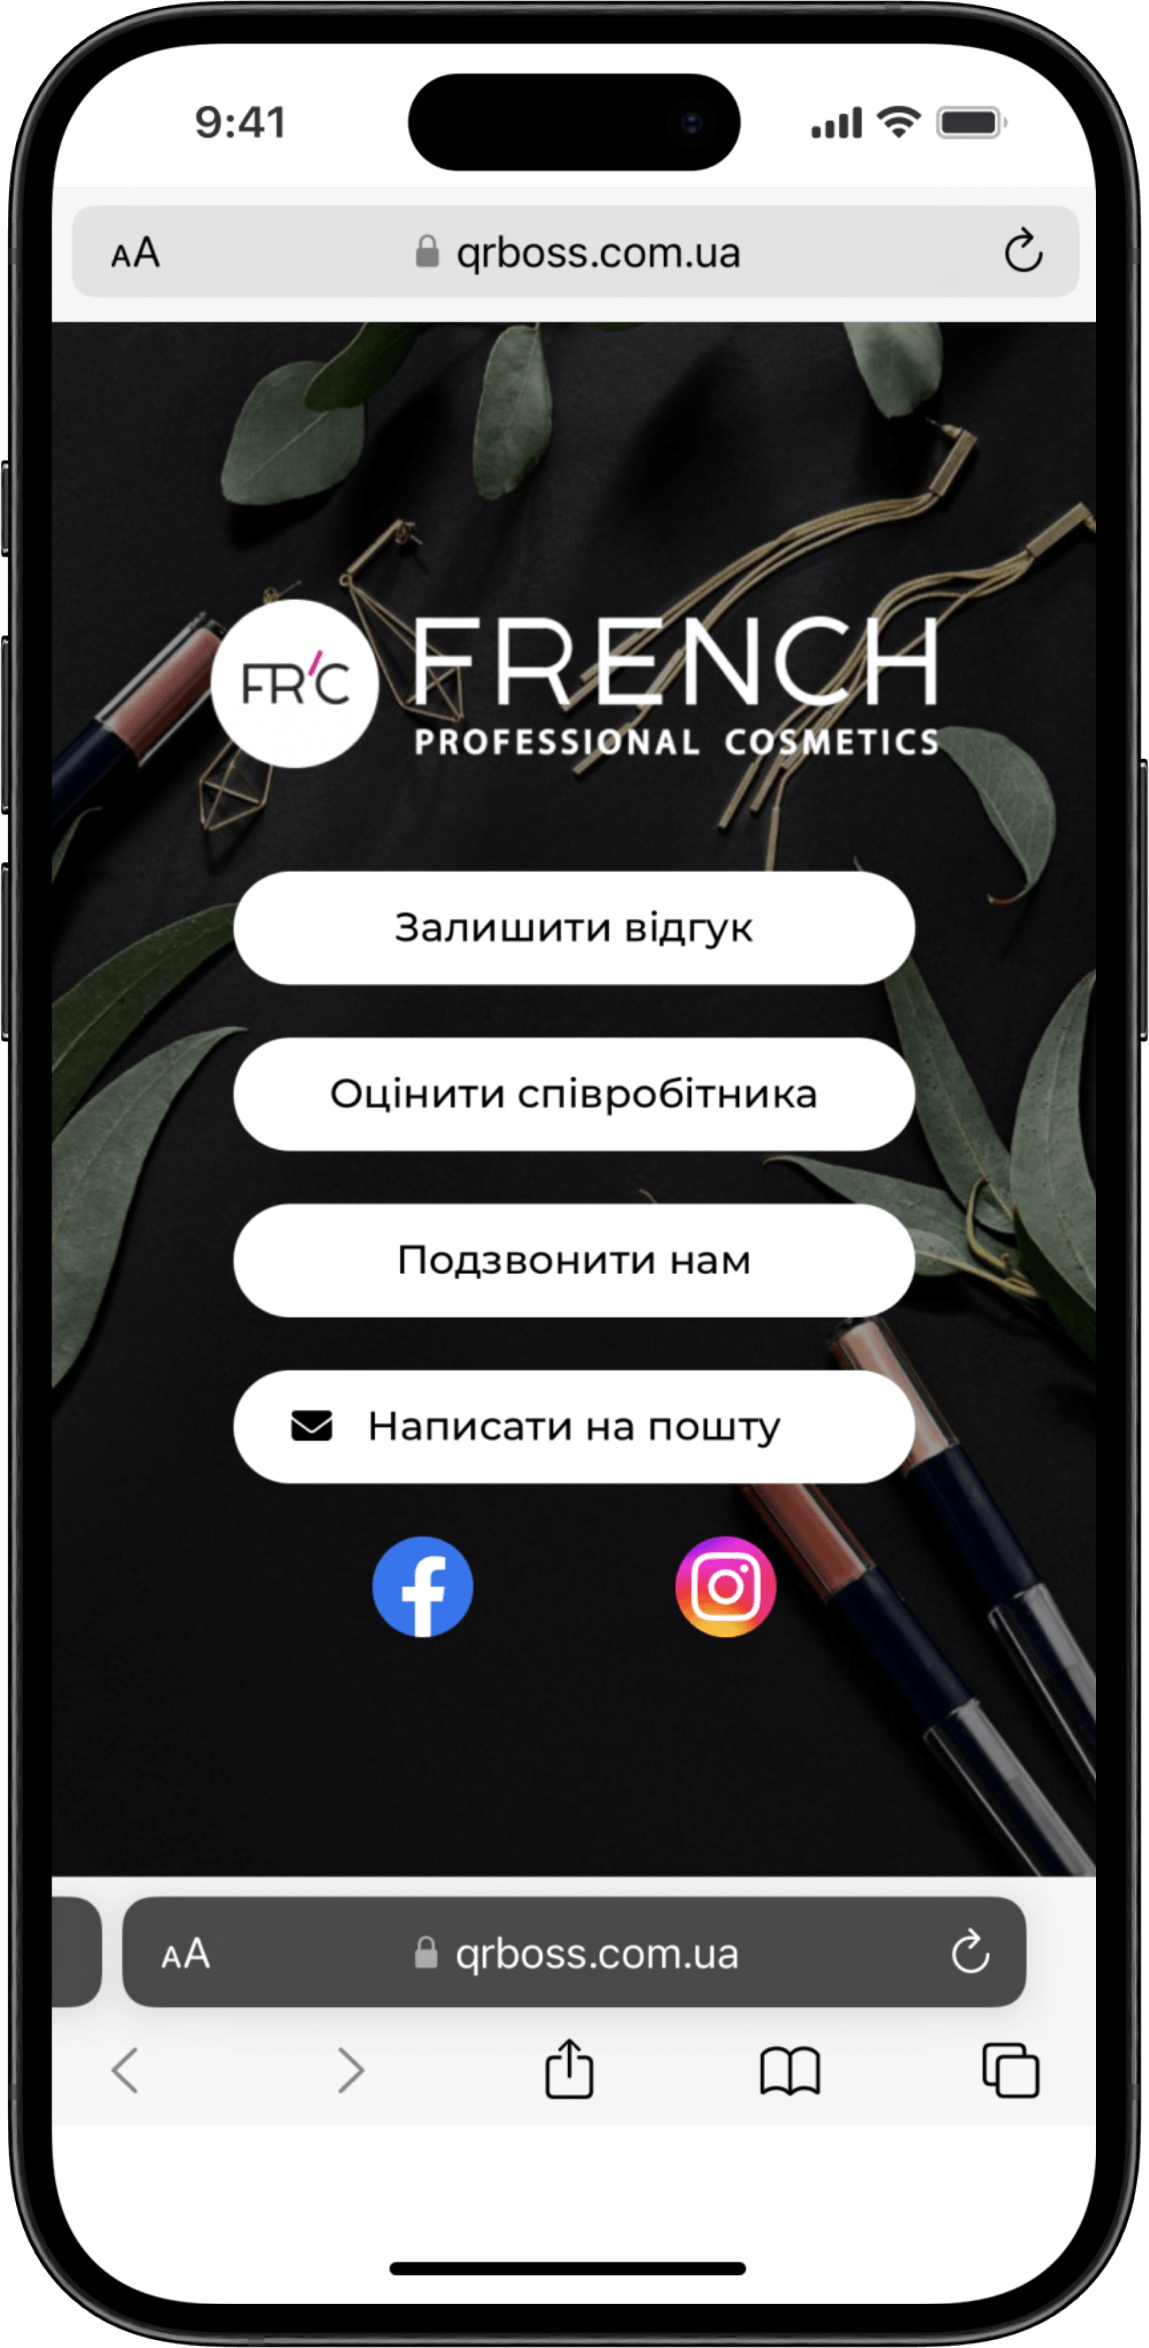 9:41
AA qrboss.com.ua
FR'C FRENCH
PROFESSIONAL COSMETICS
Залишити відгук
Оцінити співробітника
Подзвонити нам
Написати на пошту
AA qrboss.com.ua